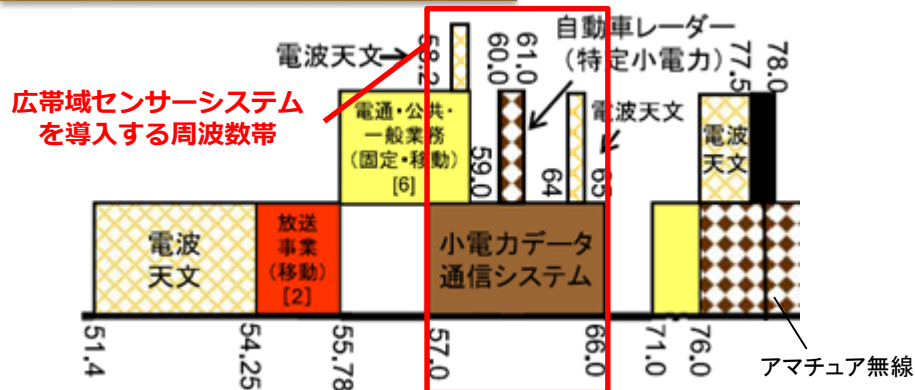 自動車レーダー
(特定小電力)
電波天文
58.2
60.0
61.0
77.5
78.0
広帯域センサーシステム
を導入する周波数帯
電通・公共・
一般業務
(固定・移動)
[6]
59.0
64
65
電波天文
電波
天文
電波
天文
放送
事業
(移動)
[2]
小電力データ
通信システム
51.4
54.25
55.78
57.0
66.0
71.0
76.0
アマチュア無線